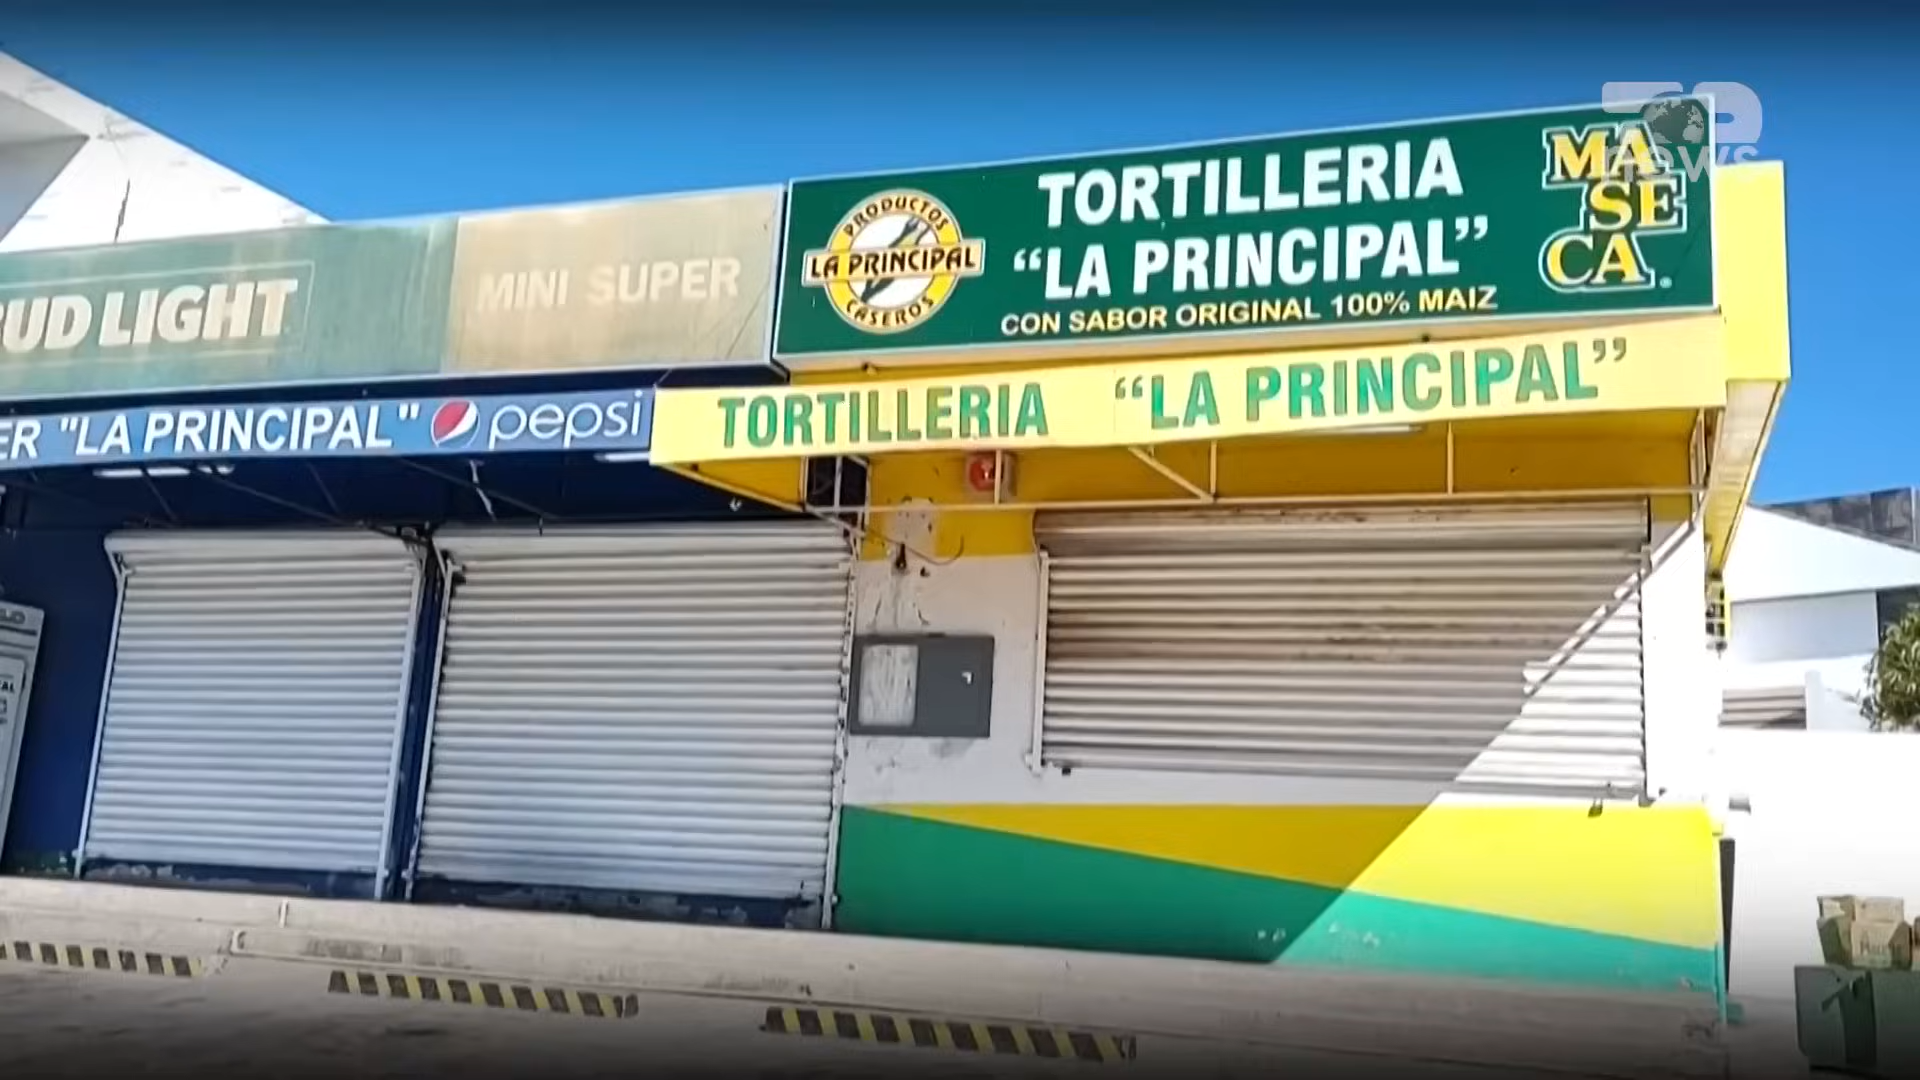 BUD LIGHT
MINI SUPER
PRODUCTOS
LA PRINCIPAL
CASEROS
TORTILLERIA
“LA PRINCIPAL”
CON SABOR ORIGINAL 100% MAIZ
MA
SE
CA
news
ER "LA PRINCIPAL" pepsi
TORTILLERIA “LA PRINCIPAL”